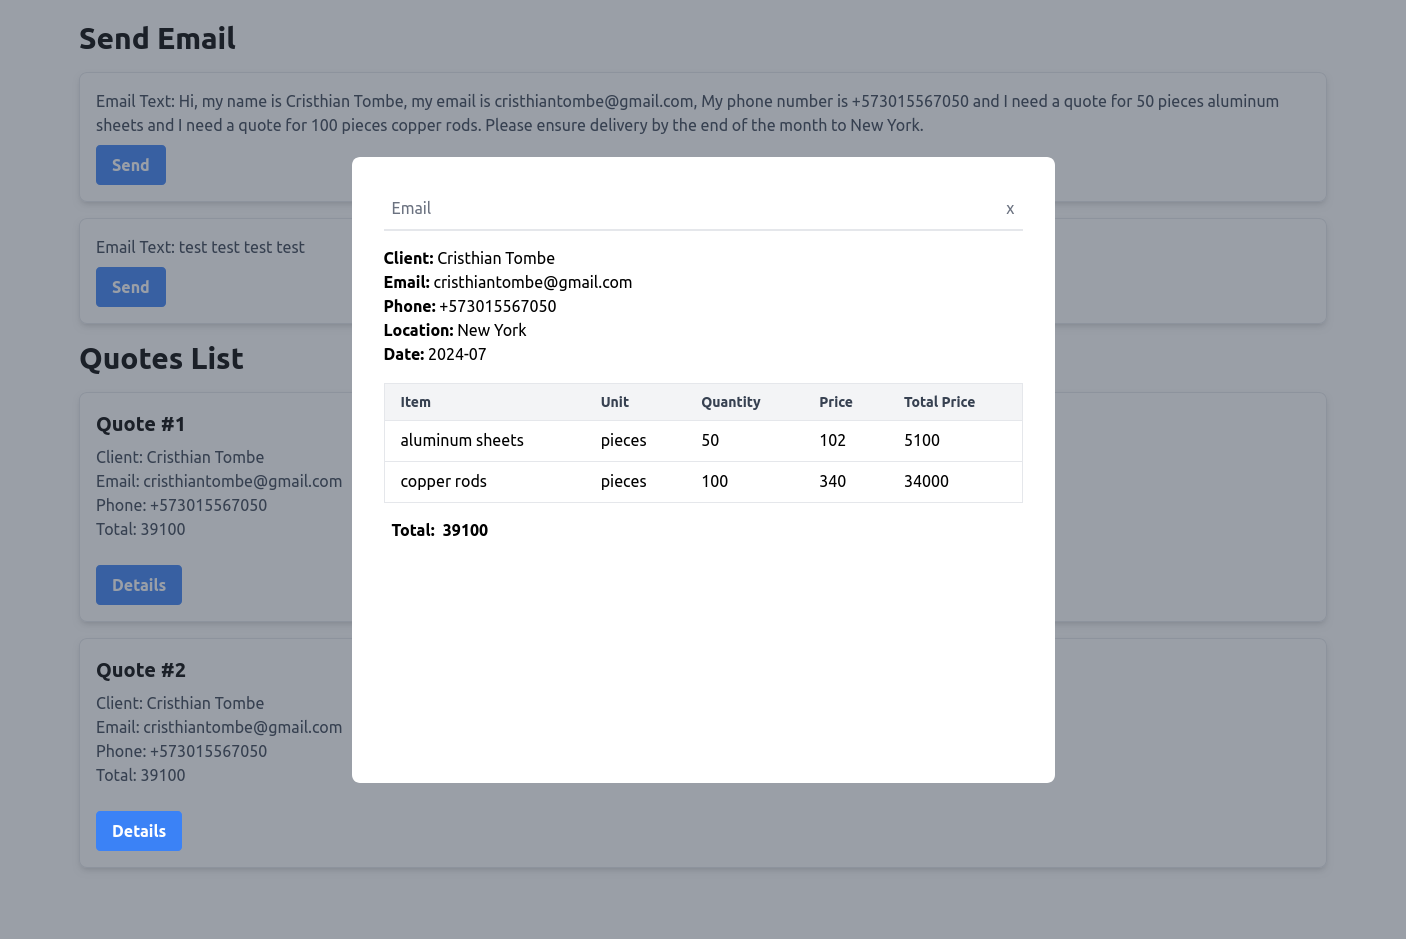 Send Email
Email Text: Hi, my name is Cristhian Tombe, my email is cristhiantombe@gmail.com, My phone number is +573015567050 and I need a quote for 50 pieces aluminum
sheets and I need a quote for 100 pieces copper rods. Please ensure delivery by the end of the month to New York.
Send
Email Text: test test test test
Send
Quotes List
Quote #1
Client: Cristhian Tombe
Email: cristhiantombe@gmail.com
Phone: +573015567050
Total: 39100
Details
Quote #2
Client: Cristhian Tombe
Email: cristhiantombe@gmail.com
Phone: +573015567050
Total: 39100
Details
Email x
Client: Cristhian Tombe
Email: cristhiantombe@gmail.com
Phone: +573015567050
Location: New York
Date: 2024-07
Item Unit Quantity Price Total Price
aluminum sheets pieces 50 102 5100
copper rods pieces 100 340 34000
Total: 39100